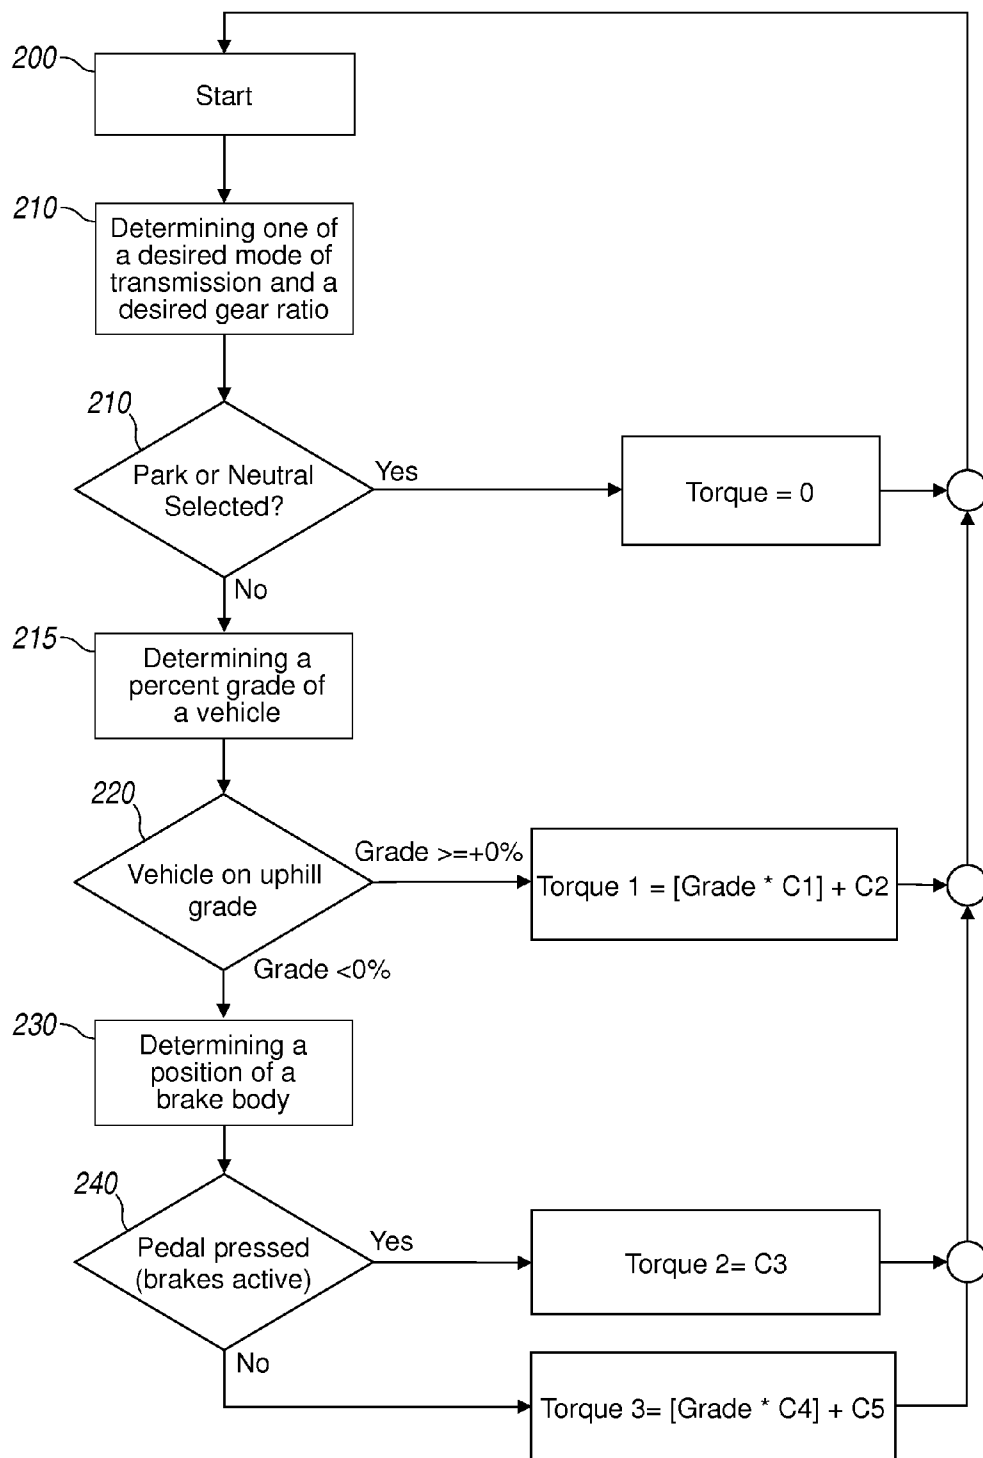 200
Start
210
Determining one of
a desired mode of
transmission and a
desired gear ratio
210
Park or Neutral
Selected?
Yes
Torque = 0
No
215
Determining a
percent grade of
a vehicle
220
Vehicle on uphill
grade
Grade >=+0%
Torque 1 = [Grade * C1] + C2
Grade <0%
230
Determining a
position of a
brake body
240
Pedal pressed
(brakes active)
Yes
Torque 2= C3
No
Torque 3= [Grade * C4] + C5